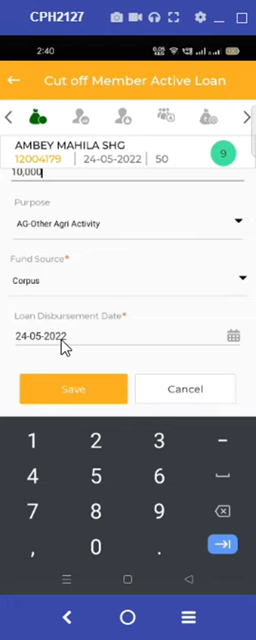 CPH2127
2:40
Cut off Member Active Loan
AMBEY MAHILA SHG
12004179 | 24-05-2022 | 50
9
10,000
Purpose
AG-Other Agri Activity
Fund Source*
Corpus
Loan Disbursement Date*
24-05-2022
Save Cancel
1 2 3 -
4 5 6
7 8 9
, 0 .